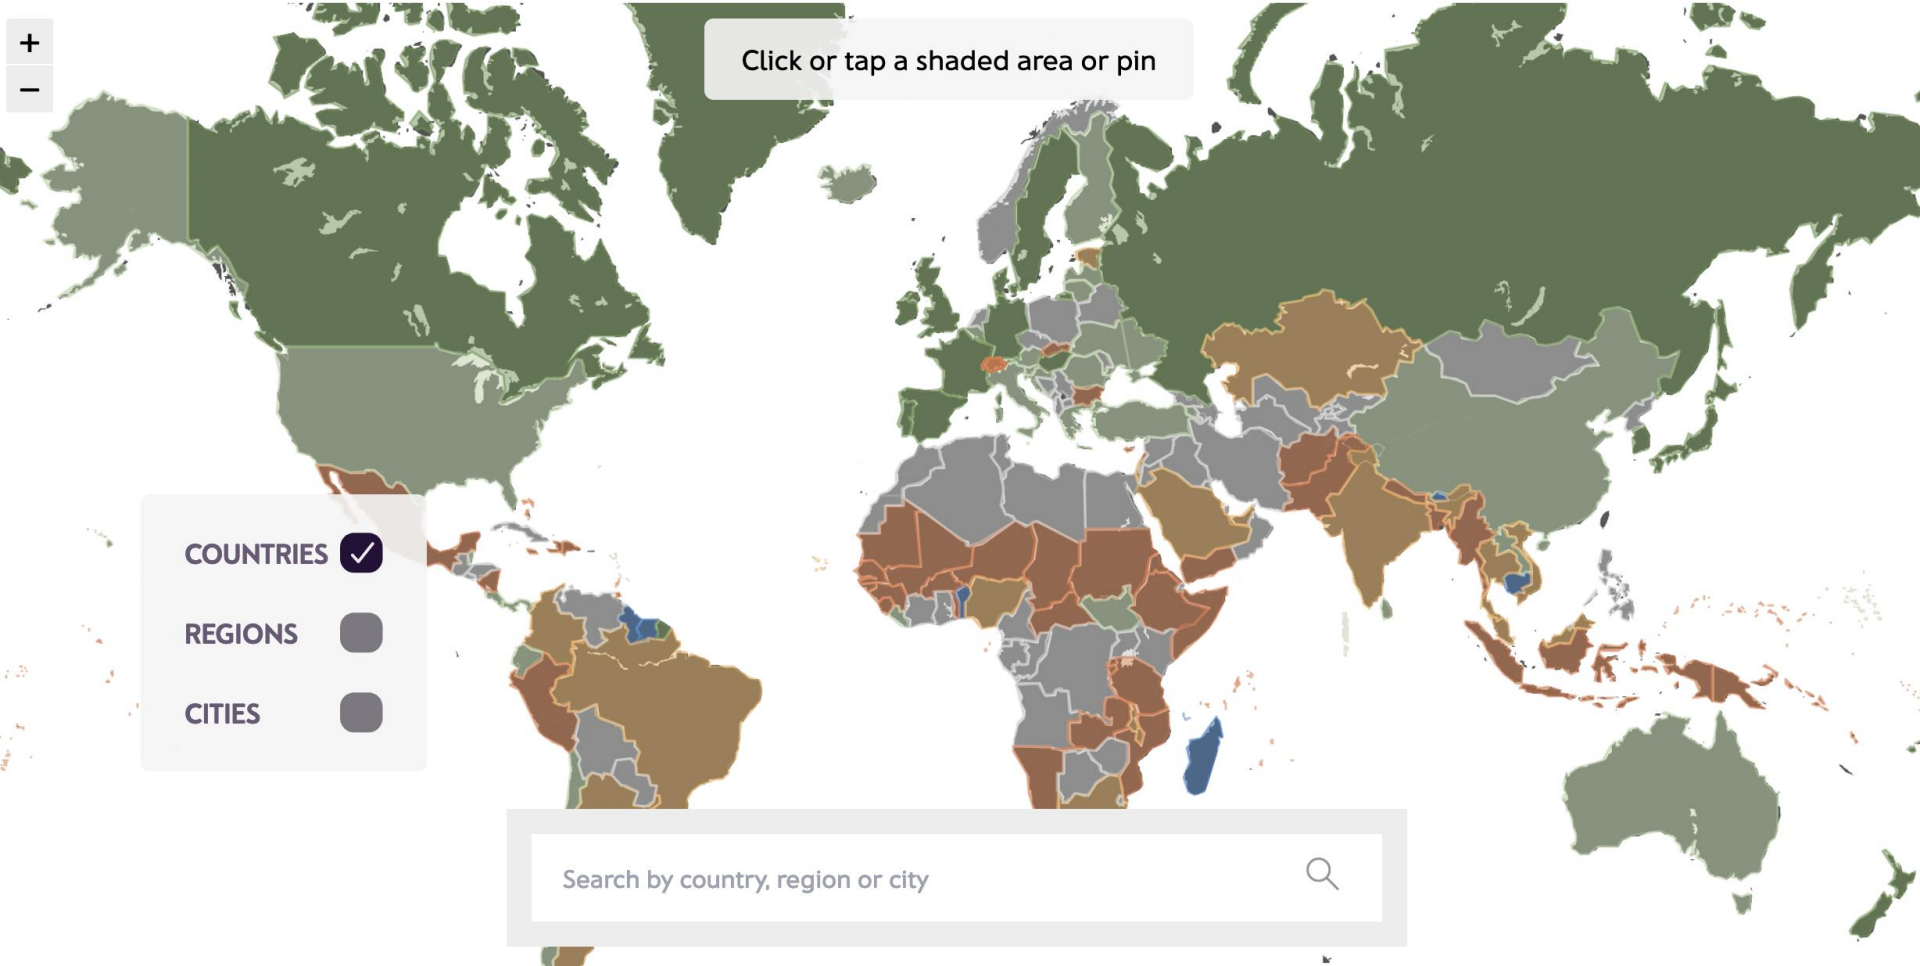 +
Click or tap a shaded area or pin
−
COUNTRIES
REGIONS
CITIES
Search by country, region or city